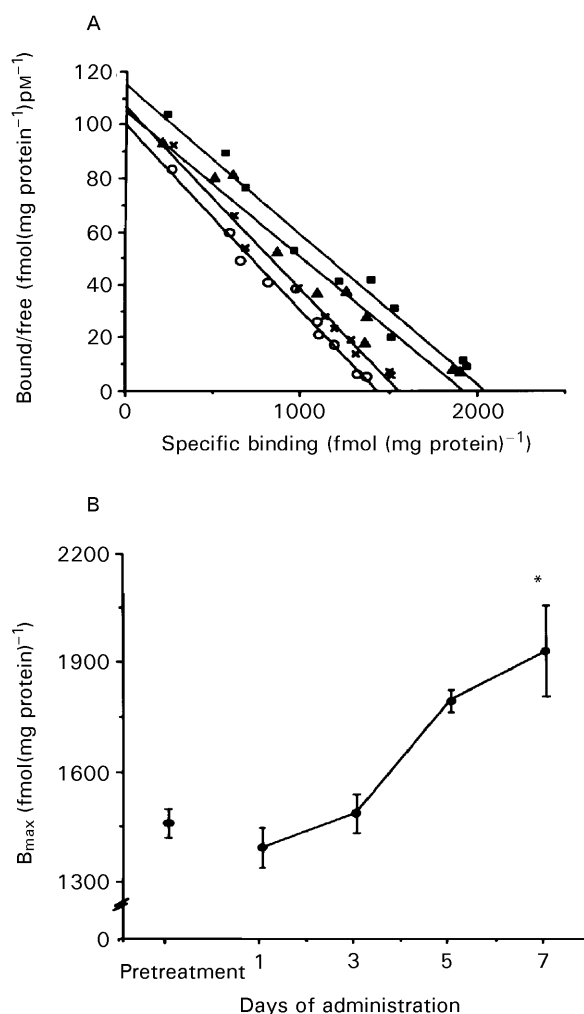 A
Bound/free (fmol(mg protein⁻¹)pM⁻¹)
120
100
80
60
40
20
0
0 1000 2000
Specific binding (fmol (mg protein)⁻¹)
B
Bmax (fmol(mg protein)⁻¹)
2200
1900
1600
1300
0
*
Pretreatment 1 3 5 7
Days of administration